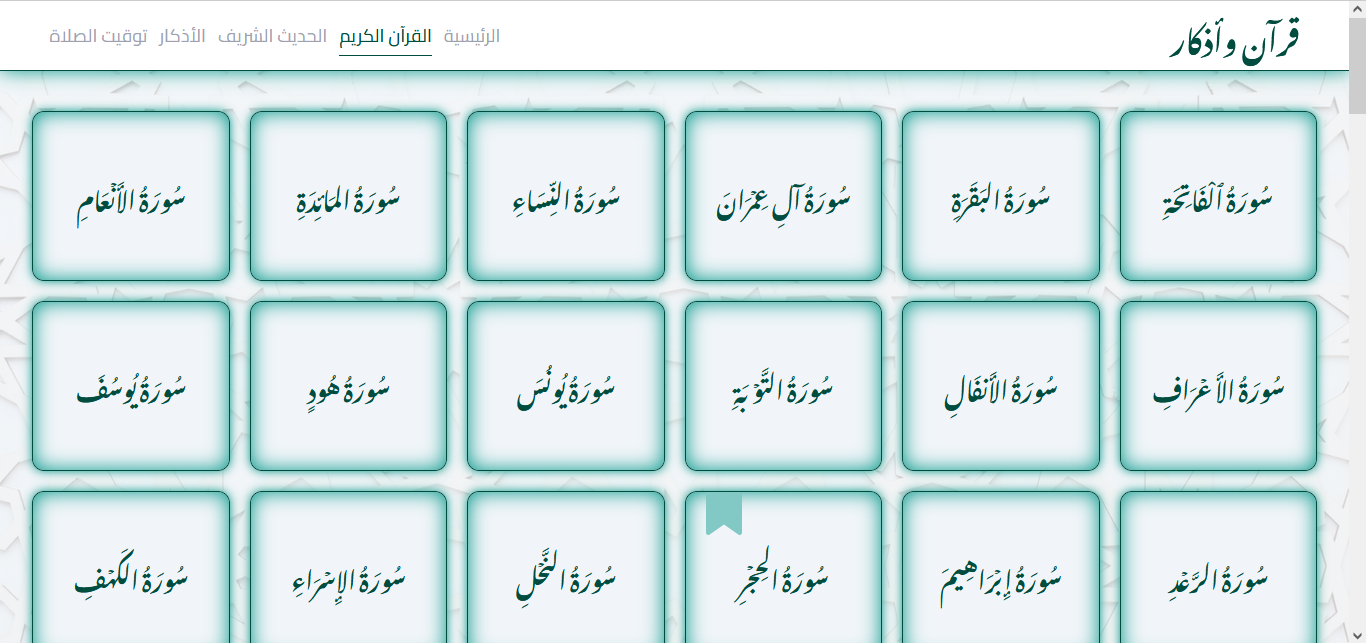 قرآن وأذكار
الرئيسية القرآن الكريم الحديث الشريف الأذكار توقيت الصلاة
سُورَةُ ٱلْفَاتِحَةِ
سُورَةُ البَقَرَةِ
سُورَةُ آلِ عِمۡرَانَ
سُورَةُ النِّسَاءِ
سُورَةُ المَائـِدَةِ
سُورَةُ الأَنۡعَامِ
سُورَةُ الأَعۡرَافِ
سُورَةُ الأَنفَالِ
سُورَةُ التَّوۡبَةِ
سُورَةُ يُونُسَ
سُورَةُ هُودٍ
سُورَةُ يُوسُفَ
سُورَةُ الرَّعۡدِ
سُورَةُ إِبۡرَاهِيمَ
سُورَةُ الحِجۡرِ
سُورَةُ النَّحۡلِ
سُورَةُ الإِسۡرَاءِ
سُورَةُ الكَهۡفِ